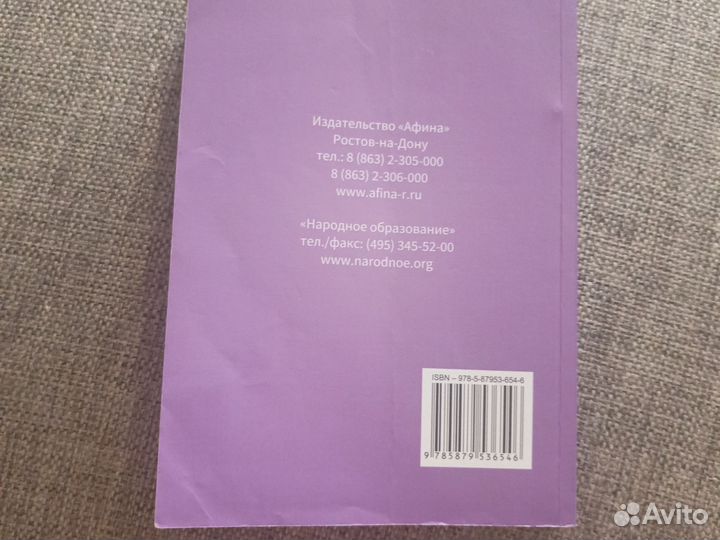 Издательство «Афина»
Ростов-на-Дону
тел.: 8 (863) 2-305-000
8 (863) 2-306-000
www.afina-r.ru
«Народное образование»
тел./факс: (495) 345-52-00
www.narodnoe.org
ISBN – 978-5-87953-654-6
9 785879 536546
Avito